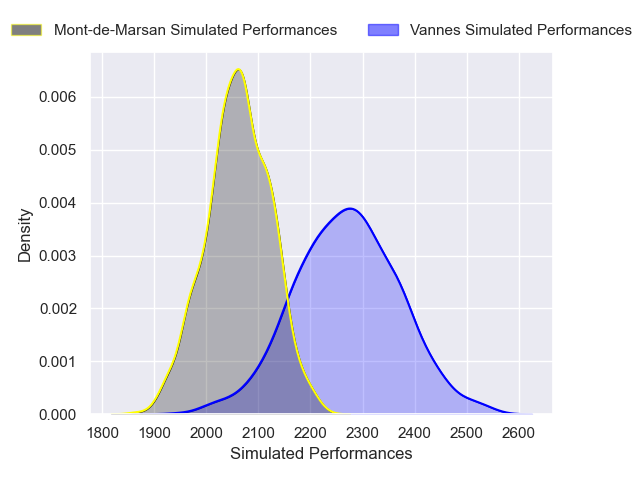 Mont-de-Marsan Simulated Performances Vannes Simulated Performances
0.006
0.005
0.004
0.003
0.002
0.001
0.000
Density
1800 1900 2000 2100 2200 2300 2400 2500 2600
Simulated Performances